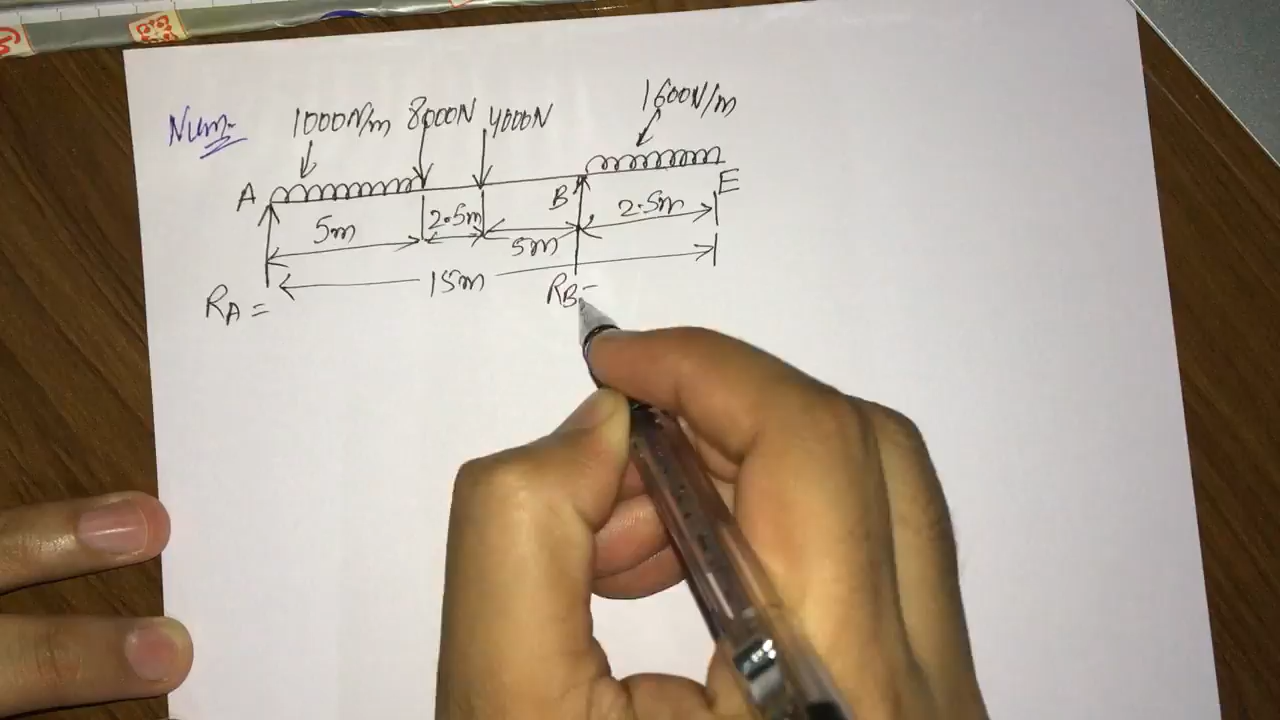 Num.
1000N/m 8000N 4000N 1600N/m
A B E
5m 2.5m 5m 2.5m
15m
RA = RB =